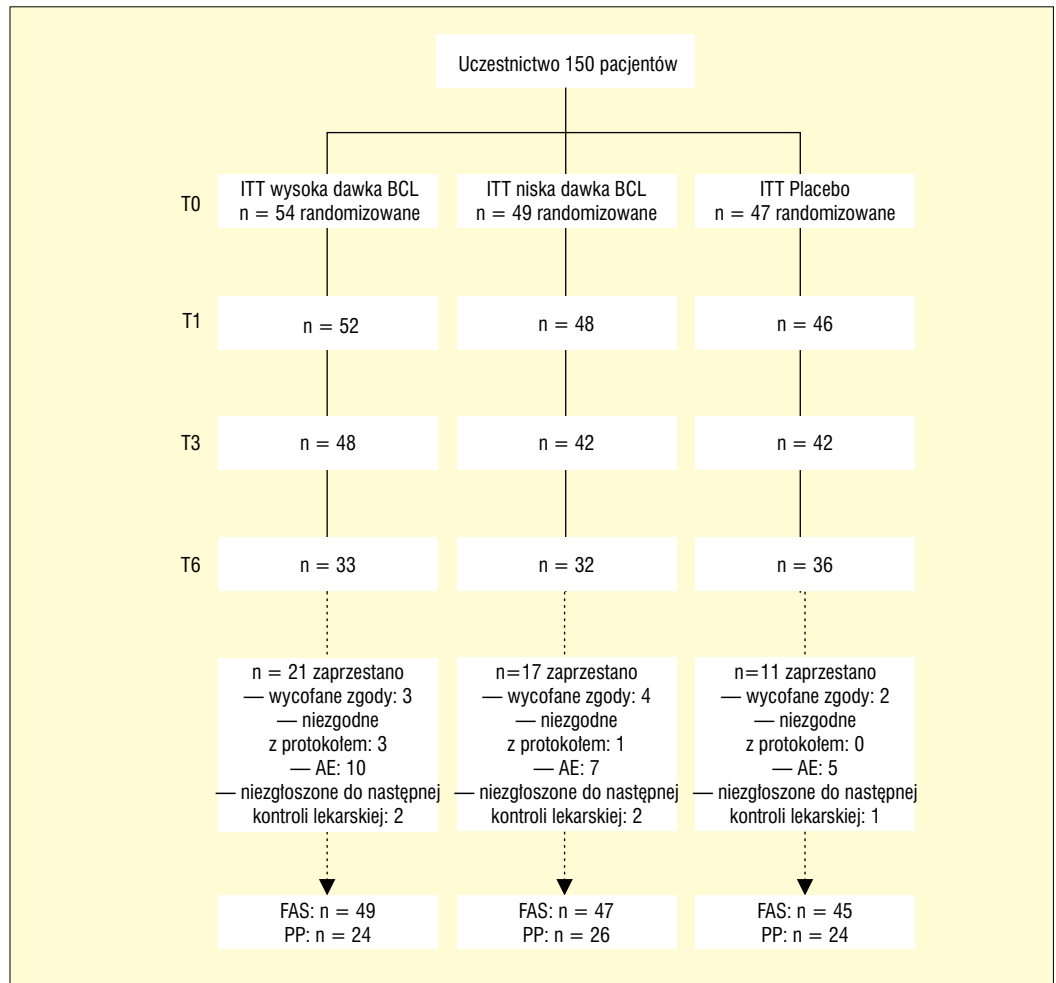 Uczestnictwo 150 pacjentów
T0
ITT wysoka dawka BCL
n = 54 randomizowane
ITT niska dawka BCL
n = 49 randomizowane
ITT Placebo
n = 47 randomizowane
T1
n = 52
n = 48
n = 46
T3
n = 48
n = 42
n = 42
T6
n = 33
n = 32
n = 36
n = 21 zaprzestano
— wycofane zgody: 3
— niezgodne
z protokołem: 3
— AE: 10
— niezgłoszone do następnej
kontroli lekarskiej: 2
n=17 zaprzestano
— wycofane zgody: 4
— niezgodne
z protokołem: 1
— AE: 7
— niezgłoszone do następnej
kontroli lekarskiej: 2
n=11 zaprzestano
— wycofane zgody: 2
— niezgodne
z protokołem: 0
— AE: 5
— niezgłoszone do następnej
kontroli lekarskiej: 1
FAS: n = 49
PP: n = 24
FAS: n = 47
PP: n = 26
FAS: n = 45
PP: n = 24